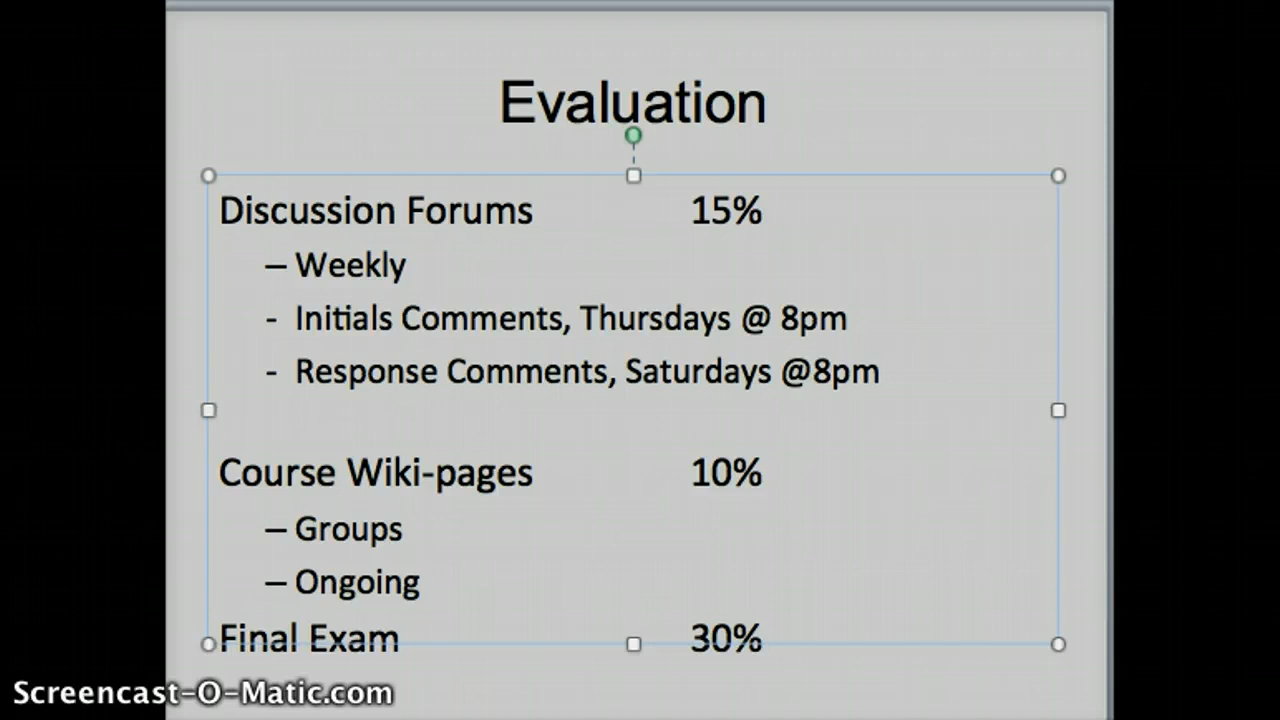 Evaluation
Discussion Forums 15%
– Weekly
- Initials Comments, Thursdays @ 8pm
- Response Comments, Saturdays @8pm
Course Wiki-pages 10%
– Groups
– Ongoing
Final Exam 30%
Screencast-O-Matic.com